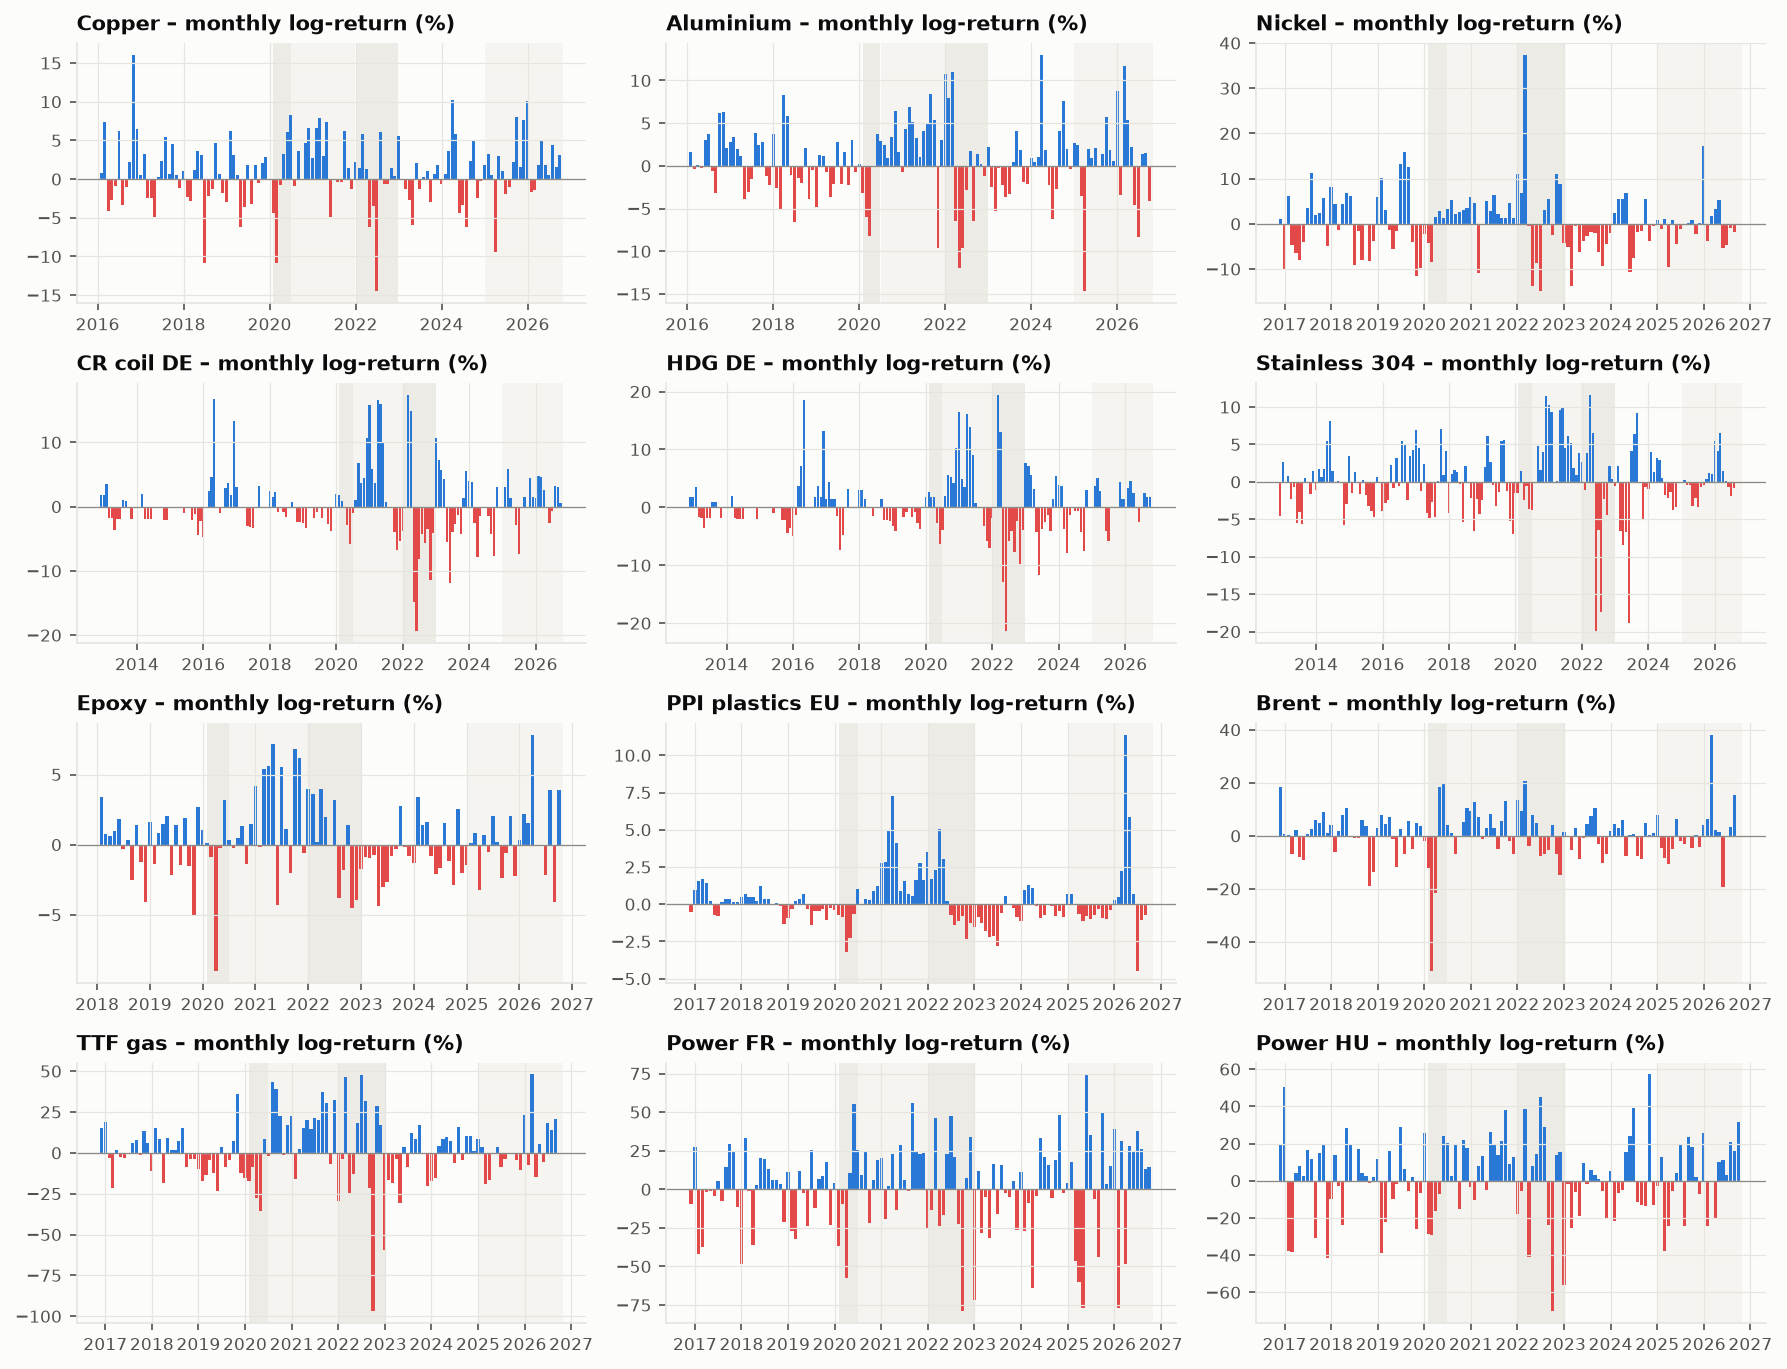 Copper – monthly log-return (%)
15
10
5
0
−5
−10
−15
2016 2018 2020 2022 2024 2026
Aluminium – monthly log-return (%)
10
5
0
−5
−10
−15
2016 2018 2020 2022 2024 2026
Nickel – monthly log-return (%)
40
30
20
10
0
−10
2017 2018 2019 2020 2021 2022 2023 2024 2025 2026 2027
CR coil DE – monthly log-return (%)
10
0
−10
−20
2014 2016 2018 2020 2022 2024 2026
HDG DE – monthly log-return (%)
20
10
0
−10
−20
2014 2016 2018 2020 2022 2024 2026
Stainless 304 – monthly log-return (%)
10
5
0
−5
−10
−15
−20
2014 2016 2018 2020 2022 2024 2026
Epoxy – monthly log-return (%)
5
0
−5
2018 2019 2020 2021 2022 2023 2024 2025 2026 2027
PPI plastics EU – monthly log-return (%)
10.0
7.5
5.0
2.5
0.0
−2.5
−5.0
2017 2018 2019 2020 2021 2022 2023 2024 2025 2026 2027
Brent – monthly log-return (%)
40
20
0
−20
−40
2017 2018 2019 2020 2021 2022 2023 2024 2025 2026 2027
TTF gas – monthly log-return (%)
50
25
0
−25
−50
−75
−100
2017 2018 2019 2020 2021 2022 2023 2024 2025 2026 2027
Power FR – monthly log-return (%)
75
50
25
0
−25
−50
−75
2017 2018 2019 2020 2021 2022 2023 2024 2025 2026 2027
Power HU – monthly log-return (%)
60
40
20
0
−20
−40
−60
2017 2018 2019 2020 2021 2022 2023 2024 2025 2026 2027